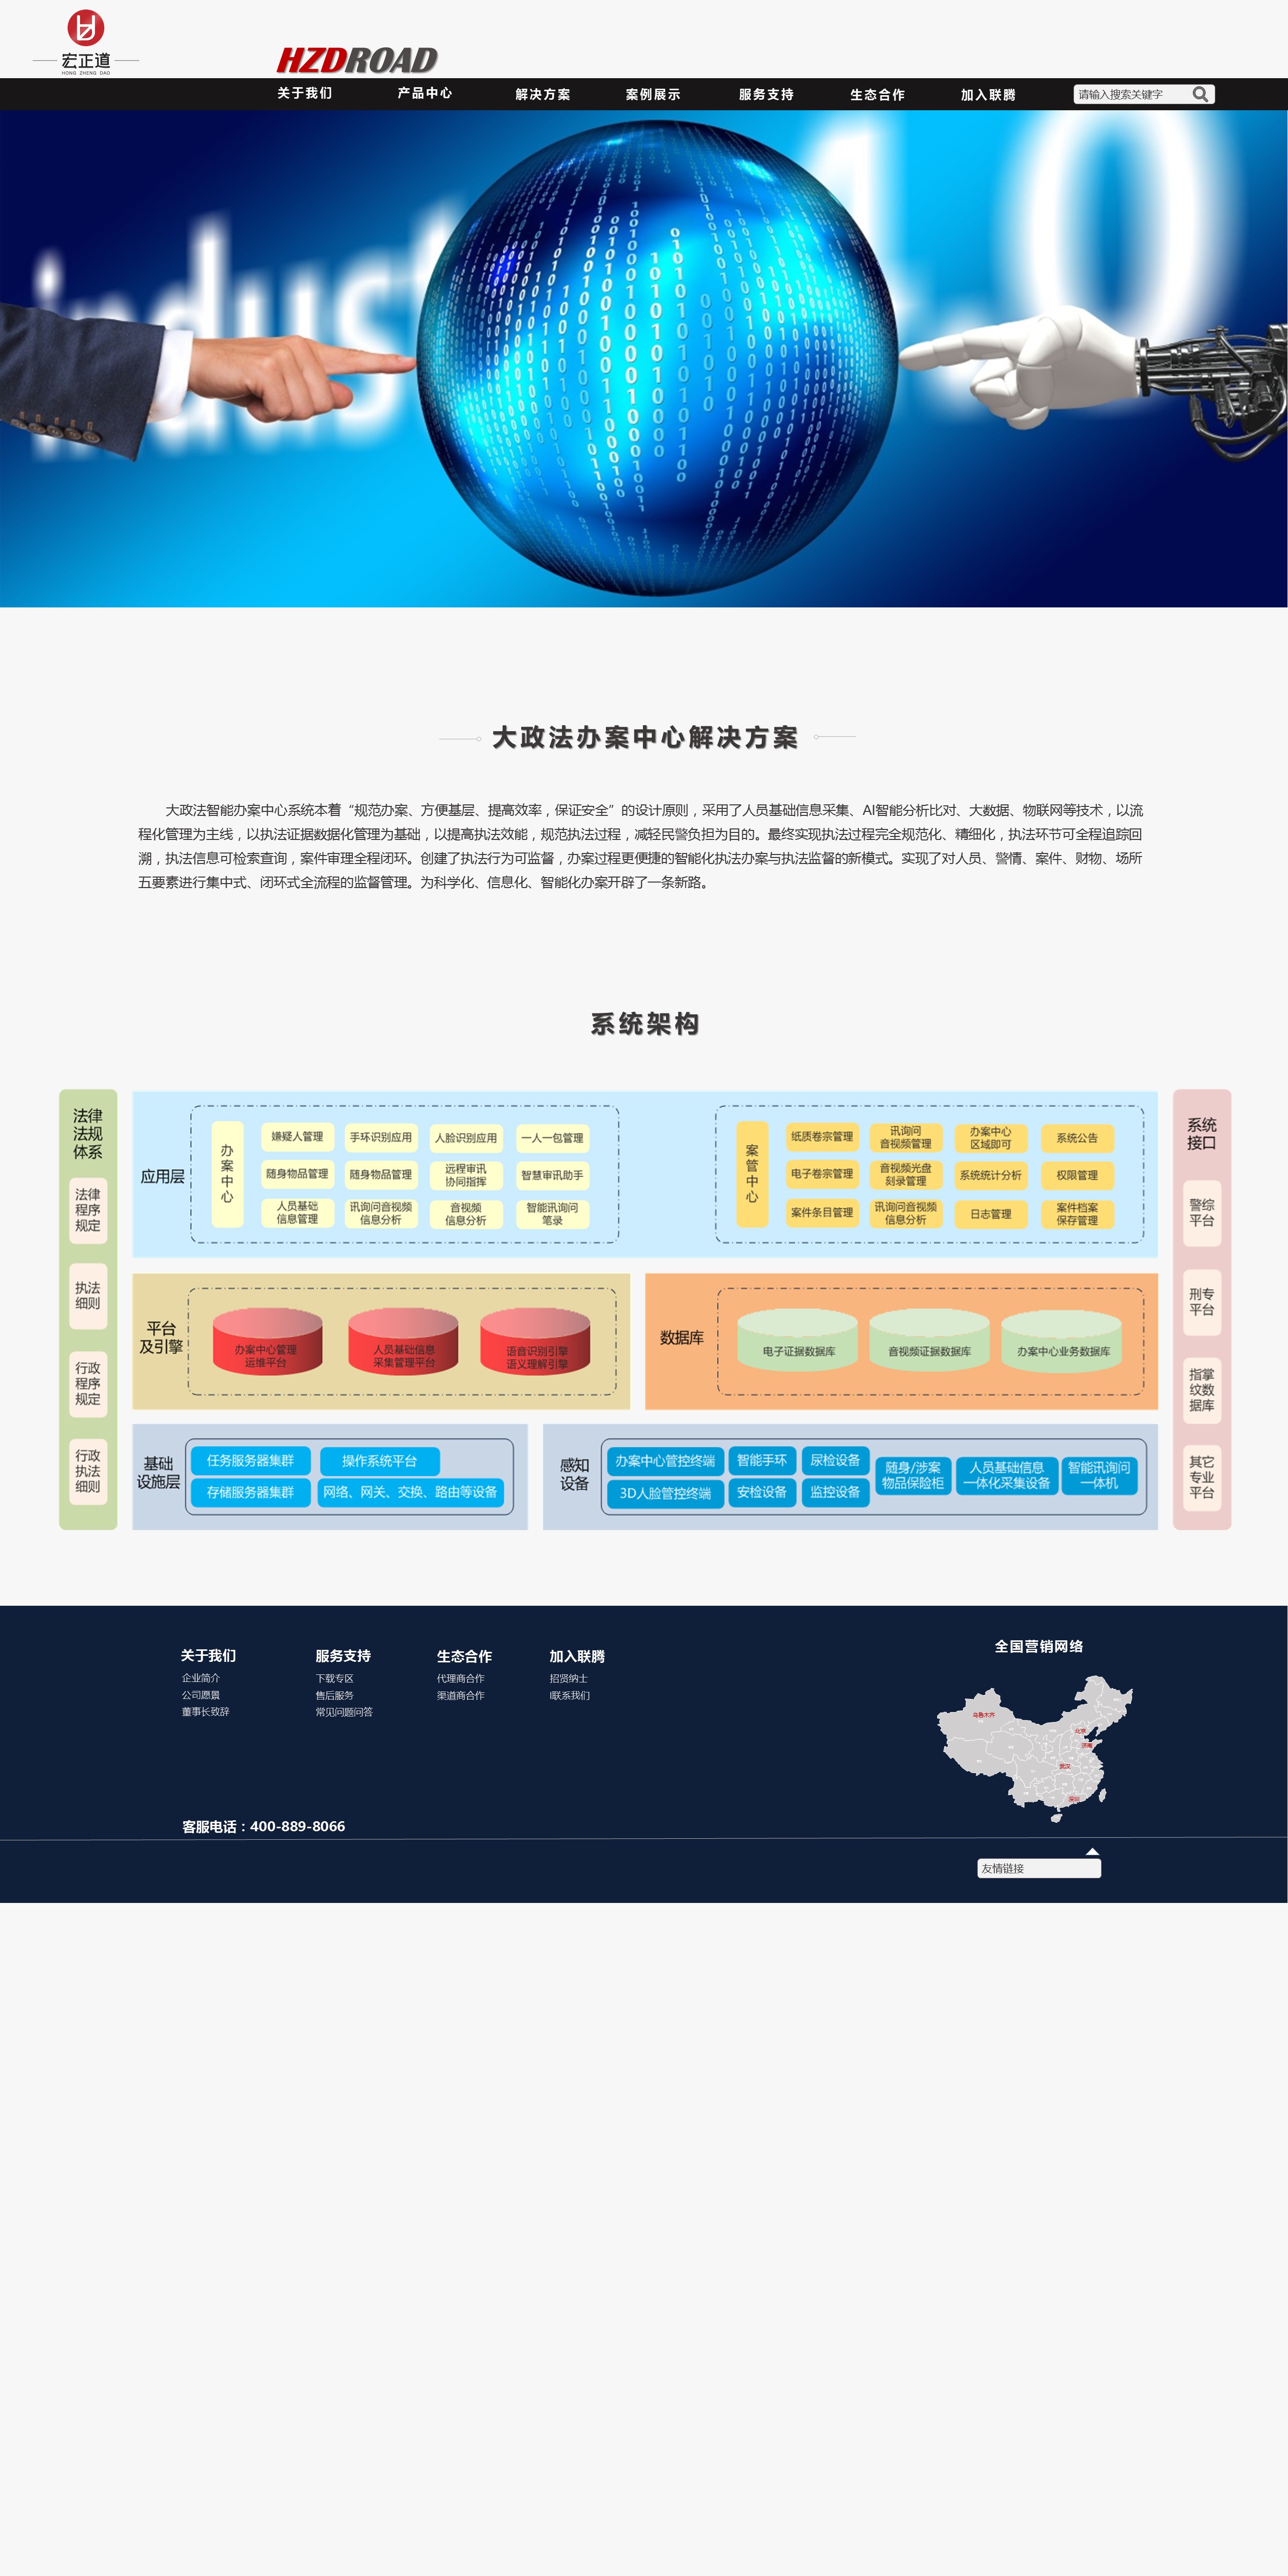 宏正道
HONG ZHENG DAO
HZDROAD
关于我们 产品中心 解决方案 案例展示 服务支持 生态合作 加入联腾 请输入搜索关键字
indust 4.0
大政法办案中心解决方案
大政法智能办案中心系统本着“规范办案、方便基层、提高效率，保证安全”的设计原则，采用了人员基础信息采集、AI智能分析比对、大数据、物联网等技术，以流
程化管理为主线，以执法证据数据化管理为基础，以提高执法效能，规范执法过程，减轻民警负担为目的。最终实现执法过程完全规范化、精细化，执法环节可全程追踪回
溯，执法信息可检索查询，案件审理全程闭环。创建了执法行为可监督，办案过程更便捷的智能化执法办案与执法监督的新模式。实现了对人员、警情、案件、财物、场所
五要素进行集中式、闭环式全流程的监督管理。为科学化、信息化、智能化办案开辟了一条新路。
系统架构
法律
法规
体系
法律
程序
规定
执法
细则
行政
程序
规定
行政
执法
细则
应用层
办案中心
嫌疑人管理 手环识别应用 人脸识别应用 一人一包管理
随身物品管理 随身物品管理 远程审讯
协同指挥 智慧审讯助手
人员基础
信息管理 讯询问音视频
信息分析 音视频
信息分析 智能讯询问
笔录
案管中心
纸质卷宗管理 讯询问
音视频管理 办案中心
区域即可 系统公告
电子卷宗管理 音视频光盘
刻录管理 系统统计分析 权限管理
案件条目管理 讯询问音视频
信息分析 日志管理 案件档案
保存管理
平台
及引擎
办案中心管理
运维平台
人员基础信息
采集管理平台
语音识别引擎
语义理解引擎
数据库
电子证据数据库 音视频证据数据库 办案中心业务数据库
基础
设施层
任务服务器集群 操作系统平台
存储服务器集群 网络、网关、交换、路由等设备
感知
设备
办案中心管控终端 智能手环 尿检设备
3D人脸管控终端 安检设备 监控设备
随身/涉案
物品保险柜
人员基础信息
一体化采集设备
智能讯询问
一体机
系统
接口
警综
平台
刑专
平台
指掌
纹数
据库
其它
专业
平台
关于我们 服务支持 生态合作 加入联腾
企业简介 下载专区 代理商合作 招贤纳士
公司愿景 售后服务 渠道商合作 l联系我们
董事长致辞 常见问题问答
全国营销网络
乌鲁木齐
北京
济南
武汉
深圳
客服电话：400-889-8066
友情链接